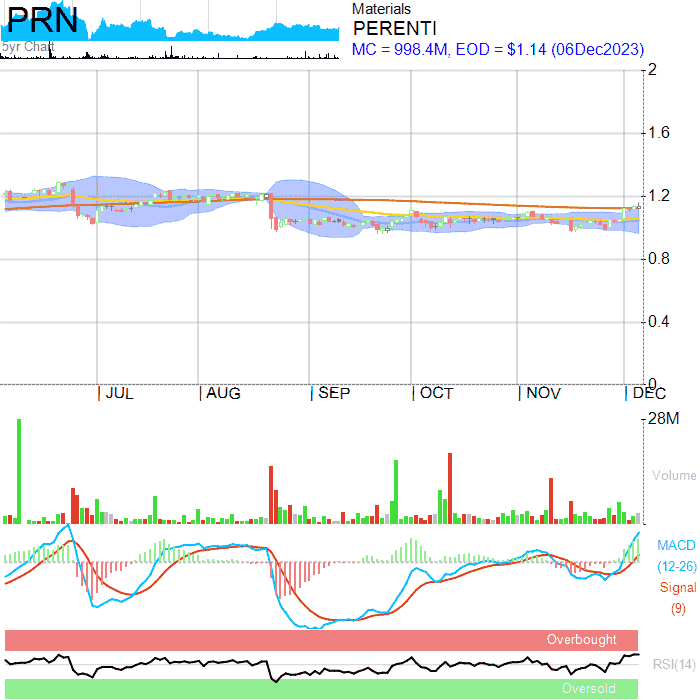 PRN
5yr Chart
Materials
PERENTI
MC = 998.4M, EOD = $1.14 (06Dec2023)
2
1.6
1.2
0.8
0.4
0
JUL AUG SEP OCT NOV DEC
28M
Volume
MACD
(12-26)
Signal
(9)
Overbought
RSI(14)
Oversold